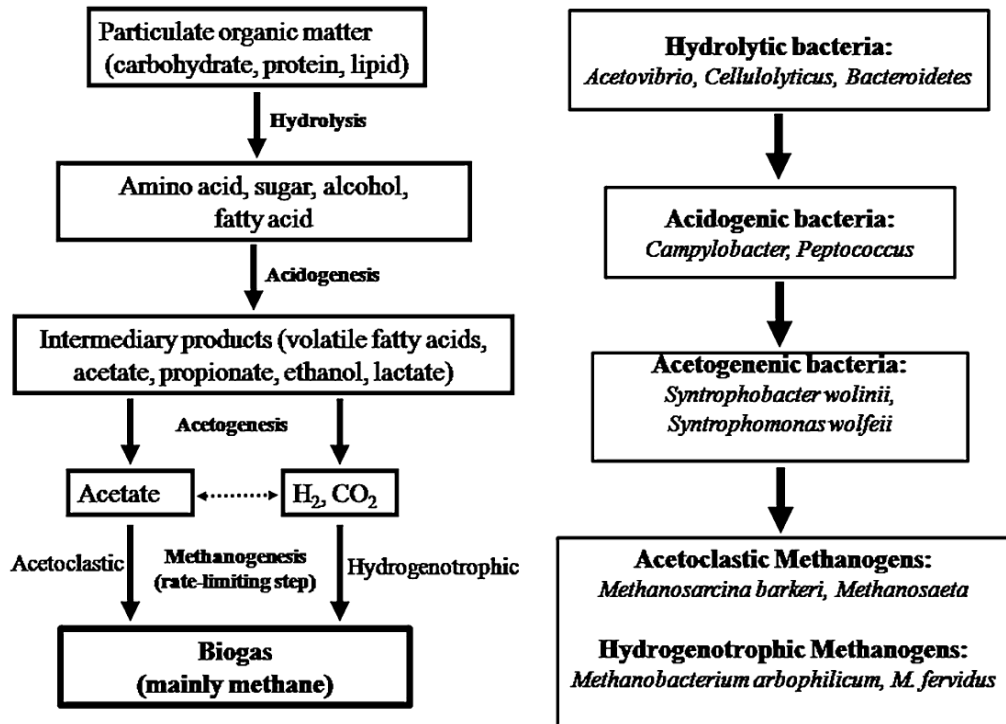 Particulate organic matter
(carbohydrate, protein, lipid)
Hydrolysis
Amino acid, sugar, alcohol,
fatty acid
Acidogenesis
Intermediary products (volatile fatty acids,
acetate, propionate, ethanol, lactate)
Acetogenesis
Acetate
H₂, CO₂
Acetoclastic
Methanogenesis
(rate-limiting step)
Hydrogenotrophic
Biogas
(mainly methane)
Hydrolytic bacteria:
Acetovibrio, Cellulolyticus, Bacteroidetes
Acidogenic bacteria:
Campylobacter, Peptococcus
Acetogenenic bacteria:
Syntrophobacter wolinii,
Syntrophomonas wolfeii
Acetoclastic Methanogens:
Methanosarcina barkeri, Methanosaeta
Hydrogenotrophic Methanogens:
Methanobacterium arbophilicum, M. fervidus